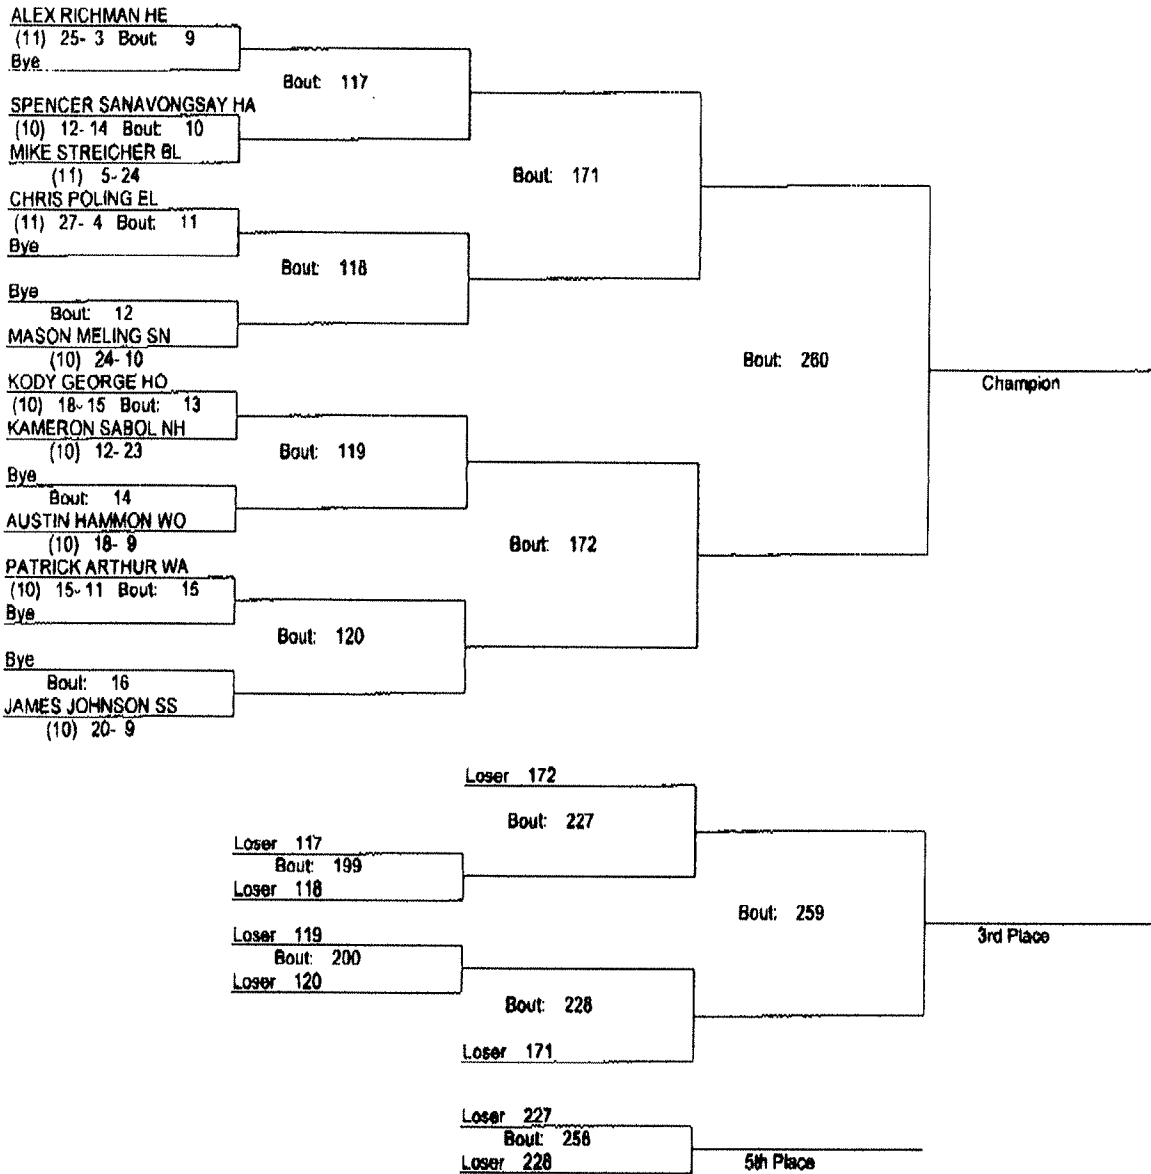 ALEX RICHMAN HE
(11) 25- 3 Bout: 9
Bye
Bout: 117
SPENCER SANAVONGSAY HA
(10) 12- 14 Bout: 10
MIKE STREICHER BL
(11) 5- 24
Bout: 171
CHRIS POLING EL
(11) 27- 4 Bout: 11
Bye
Bout: 118
Bye
Bout: 12
MASON MELING SN
(10) 24- 10
Bout: 260
Champion
KODY GEORGE HO
(10) 18- 15 Bout: 13
KAMERON SABOL NH
(10) 12- 23
Bout: 119
Bye
Bout: 14
AUSTIN HAMMON WO
(10) 18- 9
Bout: 172
PATRICK ARTHUR WA
(10) 15- 11 Bout: 15
Bye
Bout: 120
Bye
Bout: 16
JAMES JOHNSON SS
(10) 20- 9
Loser 172
Bout: 227
Loser 117
Bout: 199
Loser 118
Bout: 259
3rd Place
Loser 119
Bout: 200
Loser 120
Bout: 228
Loser 171
Loser 227
Bout: 258
Loser 228
5th Place